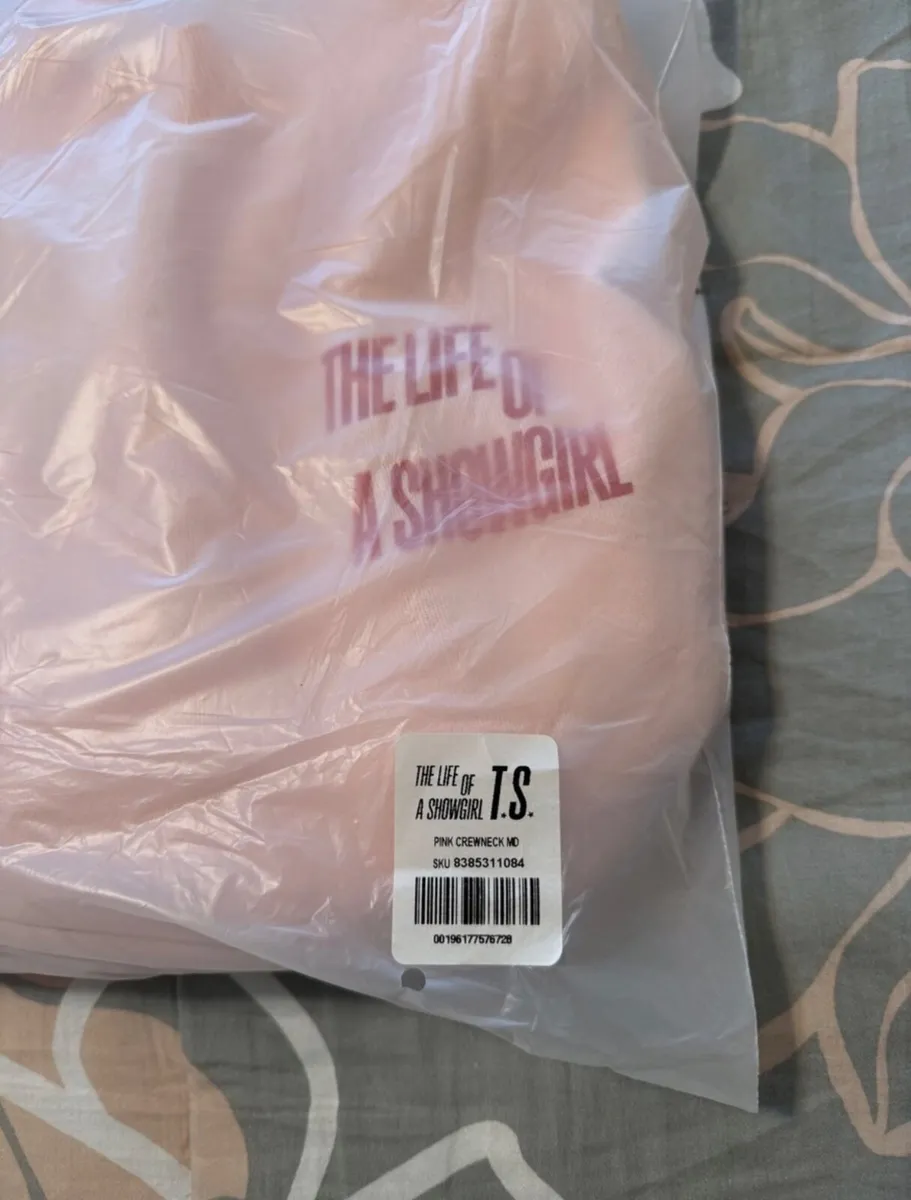 THE LIFE OF
A SHOWGIRL
THE LIFE OF
A SHOWGIRL T.S.
PINK CREWNECK MD
SKU 8385311084
00196177576728